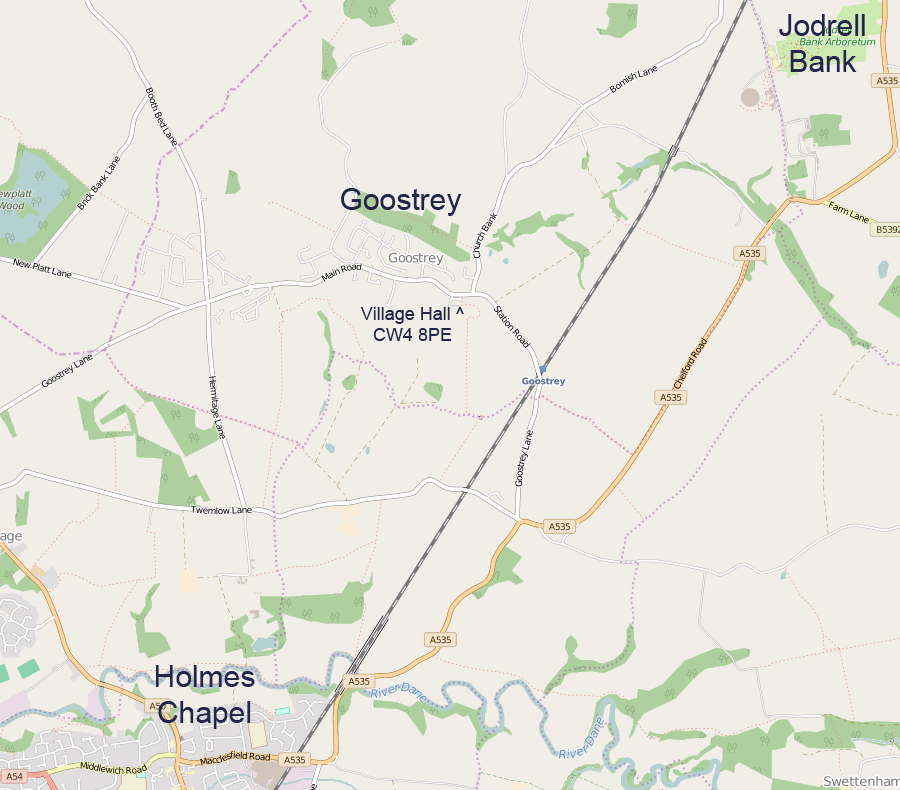 Jodrell
Bank Arboretum
Bank
A535
Bomish Lane
Booth Bed Lane
Brick Bank Lane
Wood
Goostrey
Farm Lane
B5392
Church Bank
A535
Goostrey
New Platt Lane
Main Road
Village Hall ^
CW4 8PE
Station Road
Goostrey Lane
Chelford Road
Goostrey
A535
Hermitage Lane
Goostrey Lane
Twemlow Lane
A535
A535
Holmes
Chapel
A535
River Dane
River Dane
Macclesfield Road
A535
Middlewich Road
A54
Swettenham